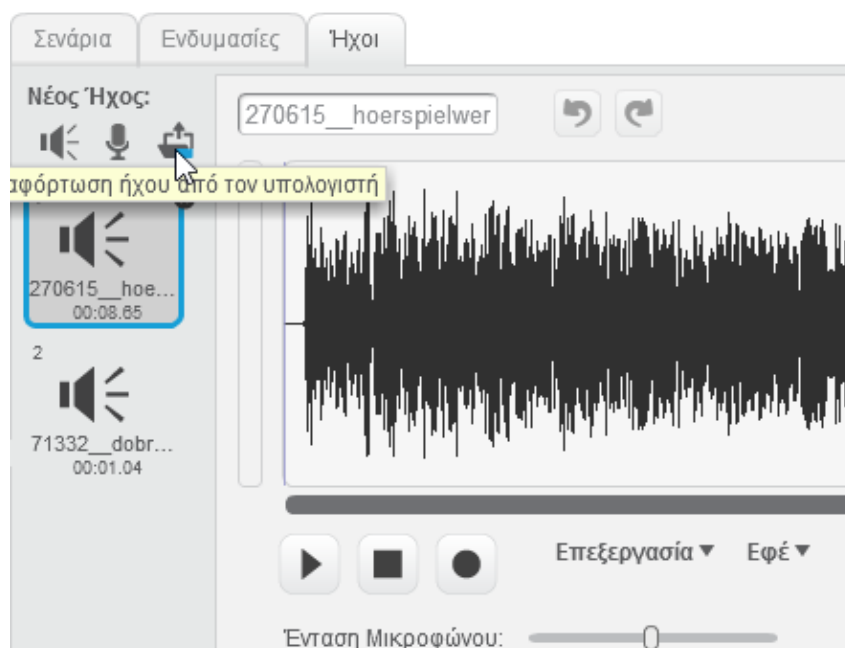 Σενάρια
Ενδυμασίες
Ήχοι
Νέος Ήχος:
270615__hoerspielwer
αφόρτωση ήχου από τον υπολογιστή
270615__hoe...
00:08.65
2
71332__dobr...
00:01.04
Επεξεργασία
Εφέ
Ένταση Μικροφώνου: